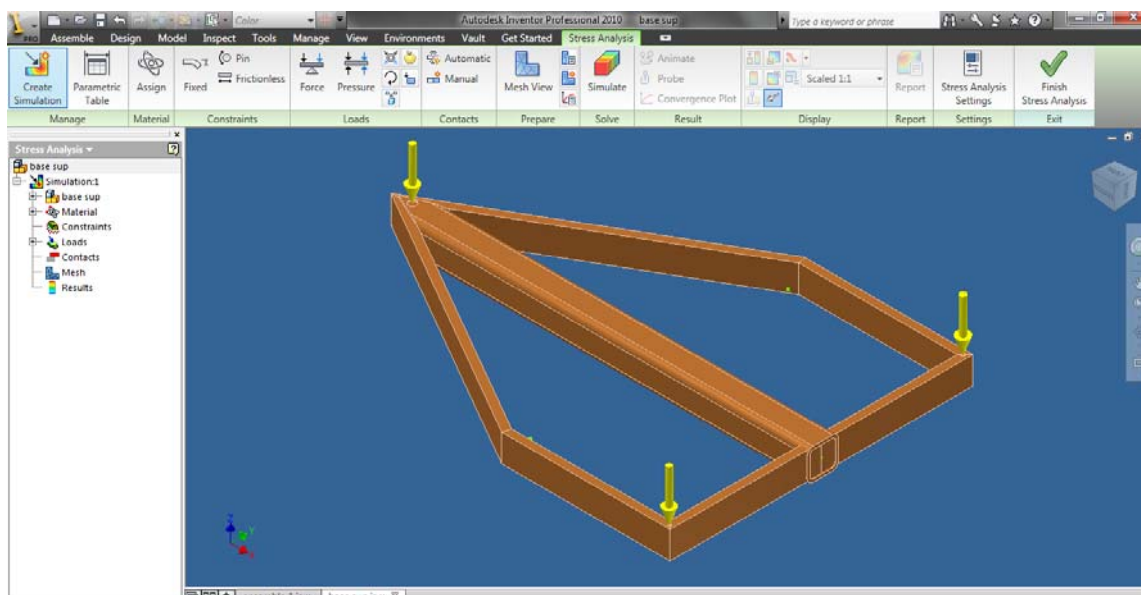 Color
Autodesk Inventor Professional 2010 base sup
Type a keyword or phrase
PRO Assemble Design Model Inspect Tools Manage View Environments Vault Get Started Stress Analysis
Create Simulation
Parametric Table
Assign
Fixed
Pin
Frictionless
Force
Pressure
Automatic
Manual
Mesh View
Simulate
Animate
Probe
Convergence Plot
Scaled 1:1
Report
Stress Analysis Settings
Finish Stress Analysis
Manage Material Constraints Loads Contacts Prepare Solve Result Display Report Settings Exit
Stress Analysis
base sup
Simulation:1
base sup
Material
Constraints
Loads
Contacts
Mesh
Results